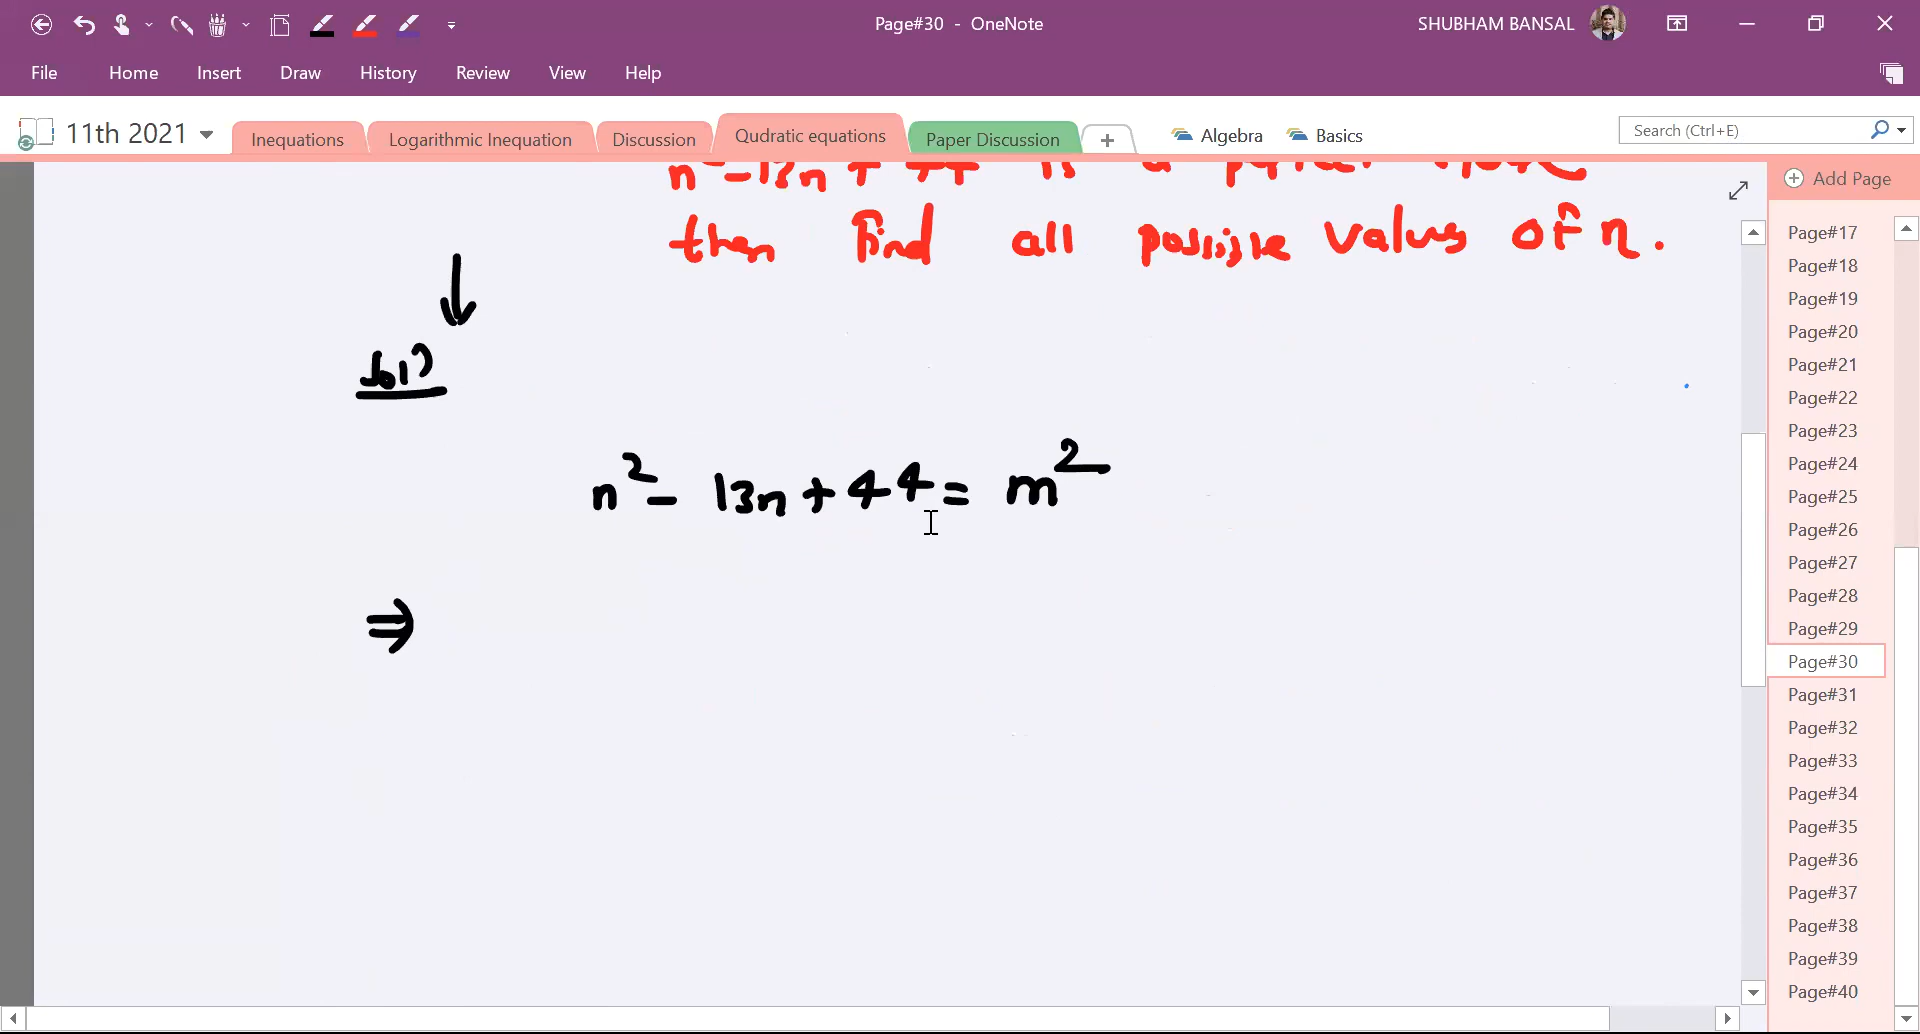 Page#30 - OneNote
SHUBHAM BANSAL
File Home Insert Draw History Review View Help
11th 2021
Inequations
Logarithmic Inequation
Discussion
Qudratic equations
Paper Discussion
+
Algebra
Basics
Search (Ctrl+E)
Add Page
n² - 13n + 44 is a
then find all possible values of n.
Sol?
n² - 13n + 44 = m²
⇒
Page#17
Page#18
Page#19
Page#20
Page#21
Page#22
Page#23
Page#24
Page#25
Page#26
Page#27
Page#28
Page#29
Page#30
Page#31
Page#32
Page#33
Page#34
Page#35
Page#36
Page#37
Page#38
Page#39
Page#40